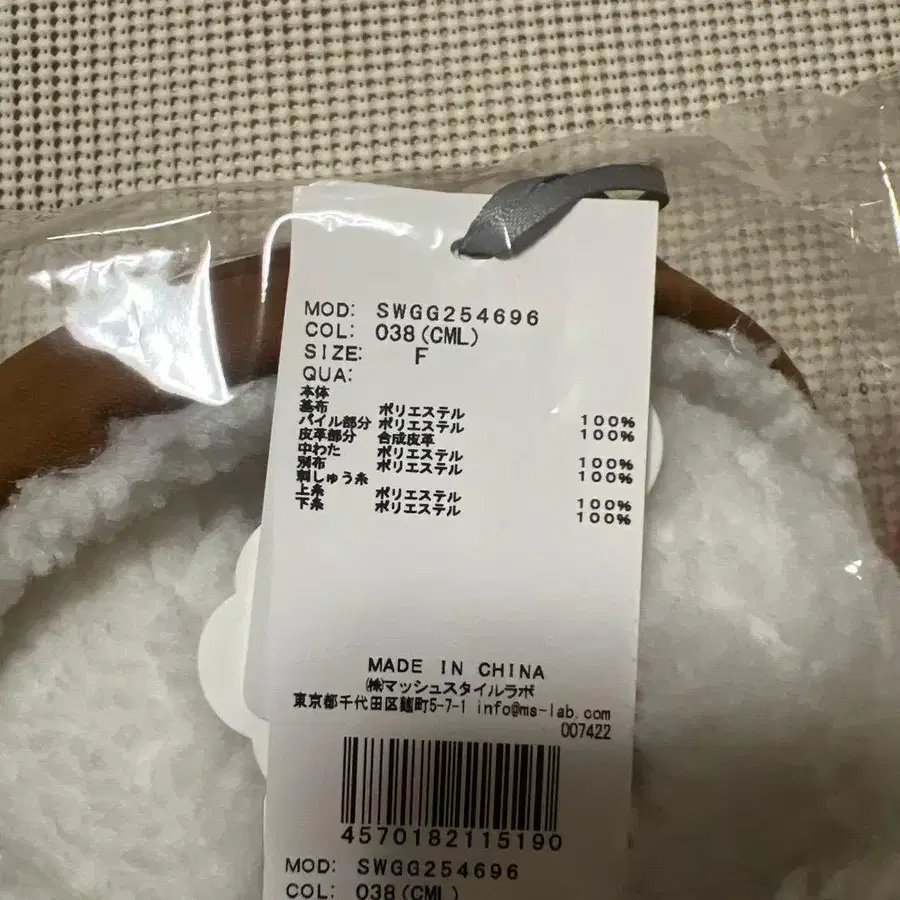 MOD: SWGG254696
COL: 038(CML)
SIZE: F
QUA:
本体
基布 ポリエステル 100%
パイル部分 ポリエステル 100%
皮革部分 合成皮革
中わた ポリエステル 100%
別布 ポリエステル 100%
刺しゅう糸
上糸 ポリエステル 100%
下糸 ポリエステル 100%
MADE IN CHINA
㈱マッシュスタイルラボ
東京都千代田区麹町5-7-1 info@ms-lab.com
007422
4570182115190
MOD: SWGG254696
COL: 038(CML)